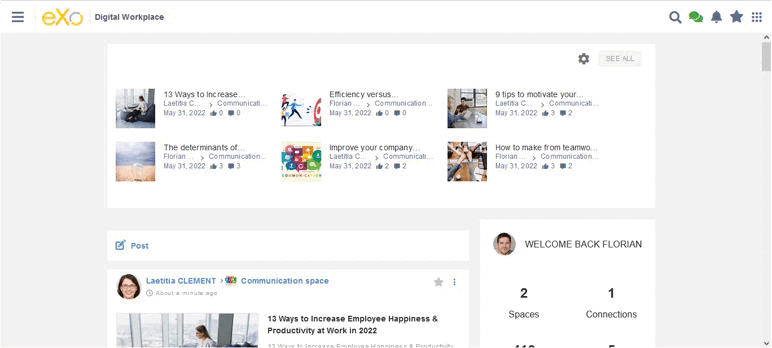 eXo Digital Workplace
SEE ALL
13 Ways to Increase...
Laetitia C... > Communicati...
May 31, 2022 0 0
Efficiency versus...
Florian ... > Communication...
May 31, 2022 0 0
9 tips to motivate your...
Laetitia C... > Communicati...
May 31, 2022 3 2
The determinants of...
Florian ... > Communication...
May 31, 2022 3 3
Improve your company...
Laetitia C... > Communicati...
May 31, 2022 2 2
How to make from teamwo...
Florian ... > Communication...
May 31, 2022 3 2
Post
WELCOME BACK FLORIAN
Laetitia CLEMENT > Communication space
About a minute ago
2
1
Spaces
Connections
13 Ways to Increase Employee Happiness &
Productivity at Work in 2022
13 Ways to Increase Employee Happiness & Productivity